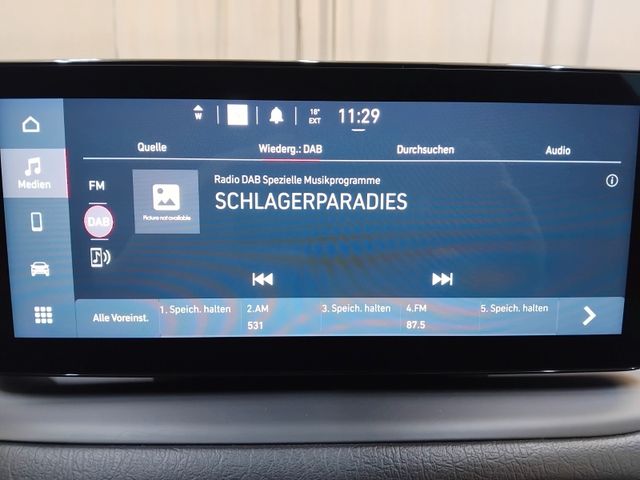 W
18°
EXT
11:29
Quelle
Wiederg.: DAB
Durchsuchen
Audio
Medien
FM
DAB
Picture not available
Radio DAB Spezielle Musikprogramme
SCHLAGERPARADIES
Alle Voreinst.
1. Speich. halten
2.AM
531
3. Speich. halten
4.FM
87.5
5. Speich. halten